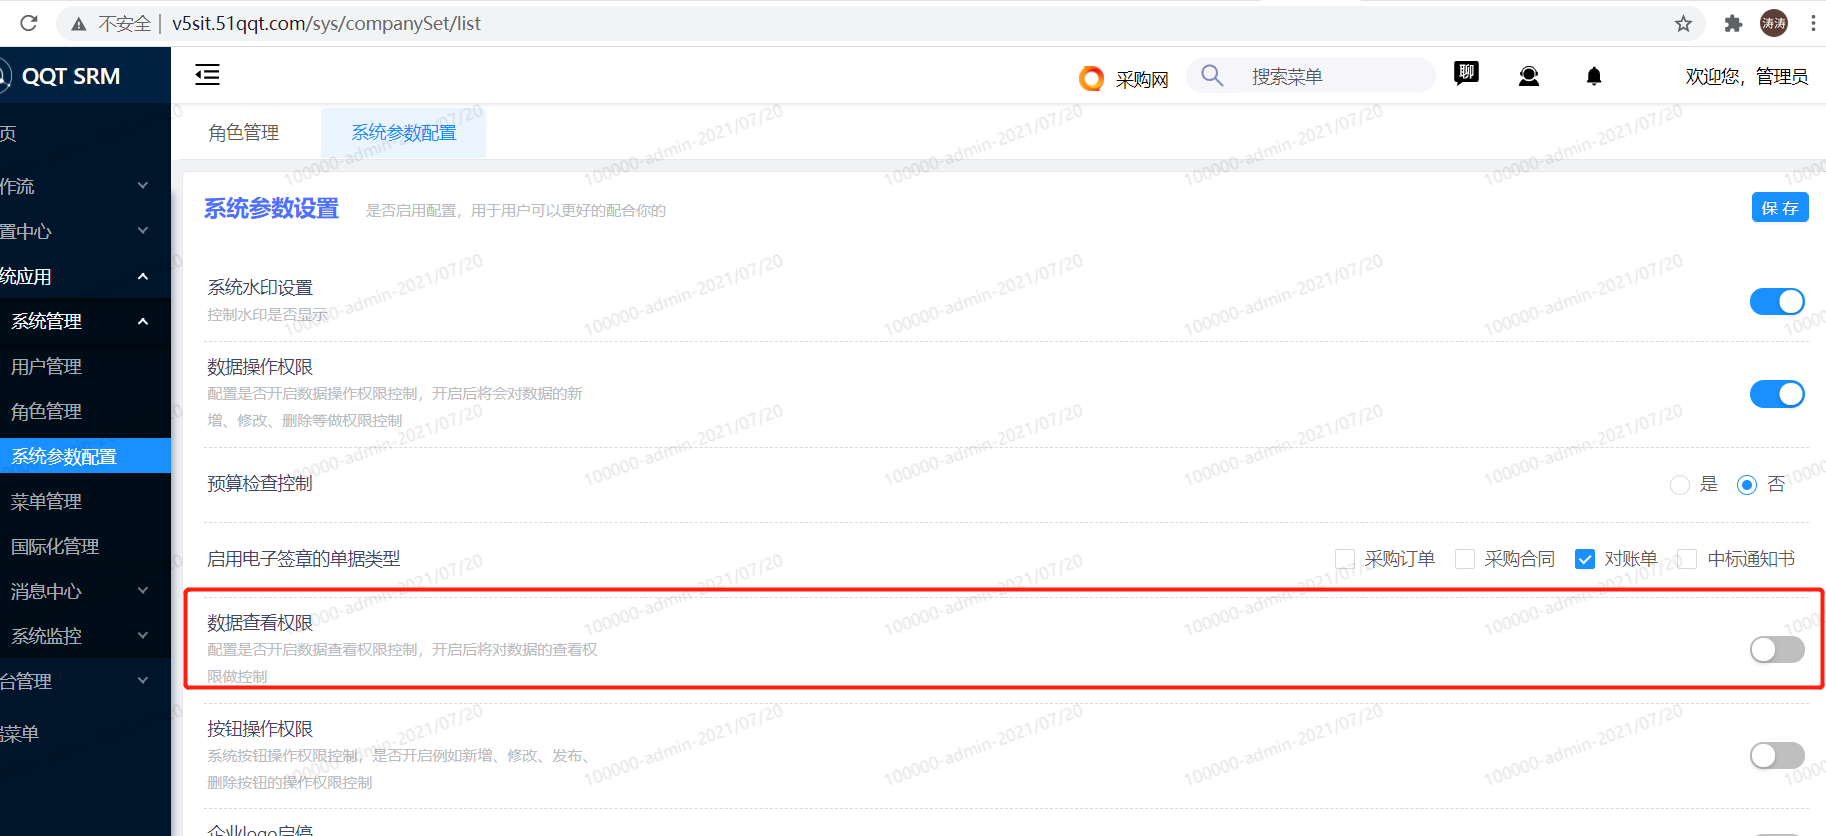 不安全 | v5sit.51qqt.com/sys/companySet/list
涛涛
QQT SRM
采购网
搜索菜单
聊
欢迎您，管理员
页
角色管理
系统参数配置
作流
置中心
统应用
系统管理
用户管理
角色管理
系统参数配置
菜单管理
国际化管理
消息中心
系统监控
台管理
菜单
系统参数设置
是否启用配置，用于用户可以更好的配合你的
保 存
系统水印设置
控制水印是否显示
数据操作权限
配置是否开启数据操作权限控制，开启后将会对数据的新
增、修改、删除等做权限控制
预算检查控制
是
否
启用电子签章的单据类型
采购订单
采购合同
对账单
中标通知书
数据查看权限
配置是否开启数据查看权限控制，开启后将对数据的查看权
限做控制
按钮操作权限
系统按钮操作权限控制，是否开启例如新增、修改、发布、
删除按钮的操作权限控制
企业logo启停
100000-admin-2021/07/20